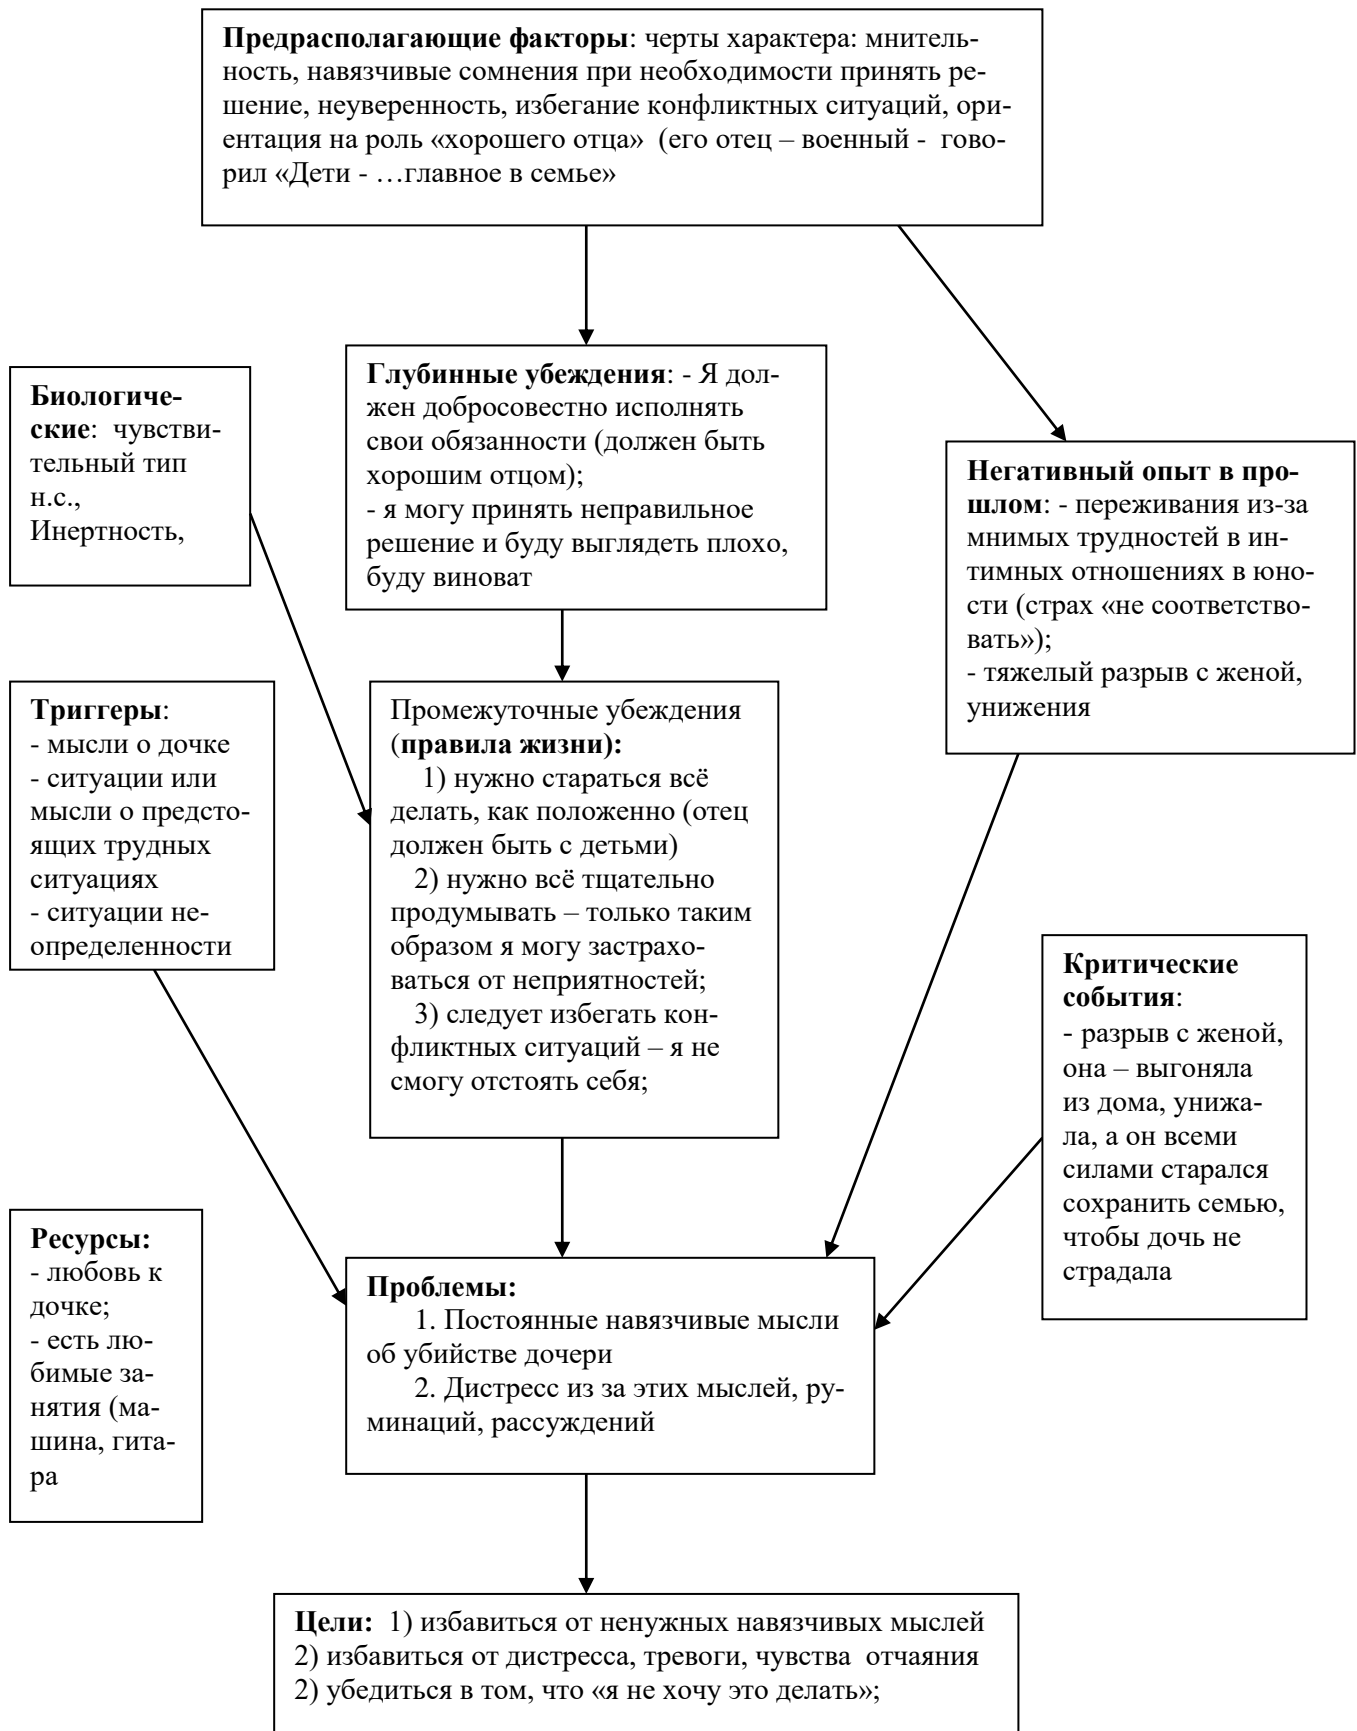 Предрасполагающие факторы: черты характера: мнитель-
ность, навязчивые сомнения при необходимости принять ре-
шение, неуверенность, избегание конфликтных ситуаций, ори-
ентация на роль «хорошего отца»  (его отец – военный -  гово-
рил «Дети - …главное в семье»
Биологиче-
ские:  чувстви-
тельный тип
н.с.,
Инертность,
Глубинные убеждения: - Я дол-
жен добросовестно исполнять
свои обязанности (должен быть
хорошим отцом);
- я могу принять неправильное
решение и буду выглядеть плохо,
буду виноват
Негативный опыт в про-
шлом: - переживания из-за
мнимых трудностей в ин-
тимных отношениях в юно-
сти (страх «не соответство-
вать»);
- тяжелый разрыв с женой,
унижения
Триггеры:
- мысли о дочке
- ситуации или
мысли о предсто-
ящих трудных
ситуациях
- ситуации не-
определенности
Промежуточные убеждения
(правила жизни):
1) нужно стараться всё
делать, как положенно (отец
должен быть с детьми)
2) нужно всё тщательно
продумывать – только таким
образом я могу застрахо-
ваться от неприятностей;
3) следует избегать кон-
фликтных ситуаций – я не
смогу отстоять себя;
Критические
события:
- разрыв с женой,
она – выгоняла
из дома, унижа-
ла, а он всеми
силами старался
сохранить семью,
чтобы дочь не
страдала
Ресурсы:
- любовь к
дочке;
- есть лю-
бимые за-
нятия (ма-
шина, гита-
ра
Проблемы:
1. Постоянные навязчивые мысли
об убийстве дочери
2. Дистресс из за этих мыслей, ру-
минаций, рассуждений
Цели:  1) избавиться от ненужных навязчивых мыслей
2) избавиться от дистресса, тревоги, чувства  отчаяния
2) убедиться в том, что «я не хочу это делать»;